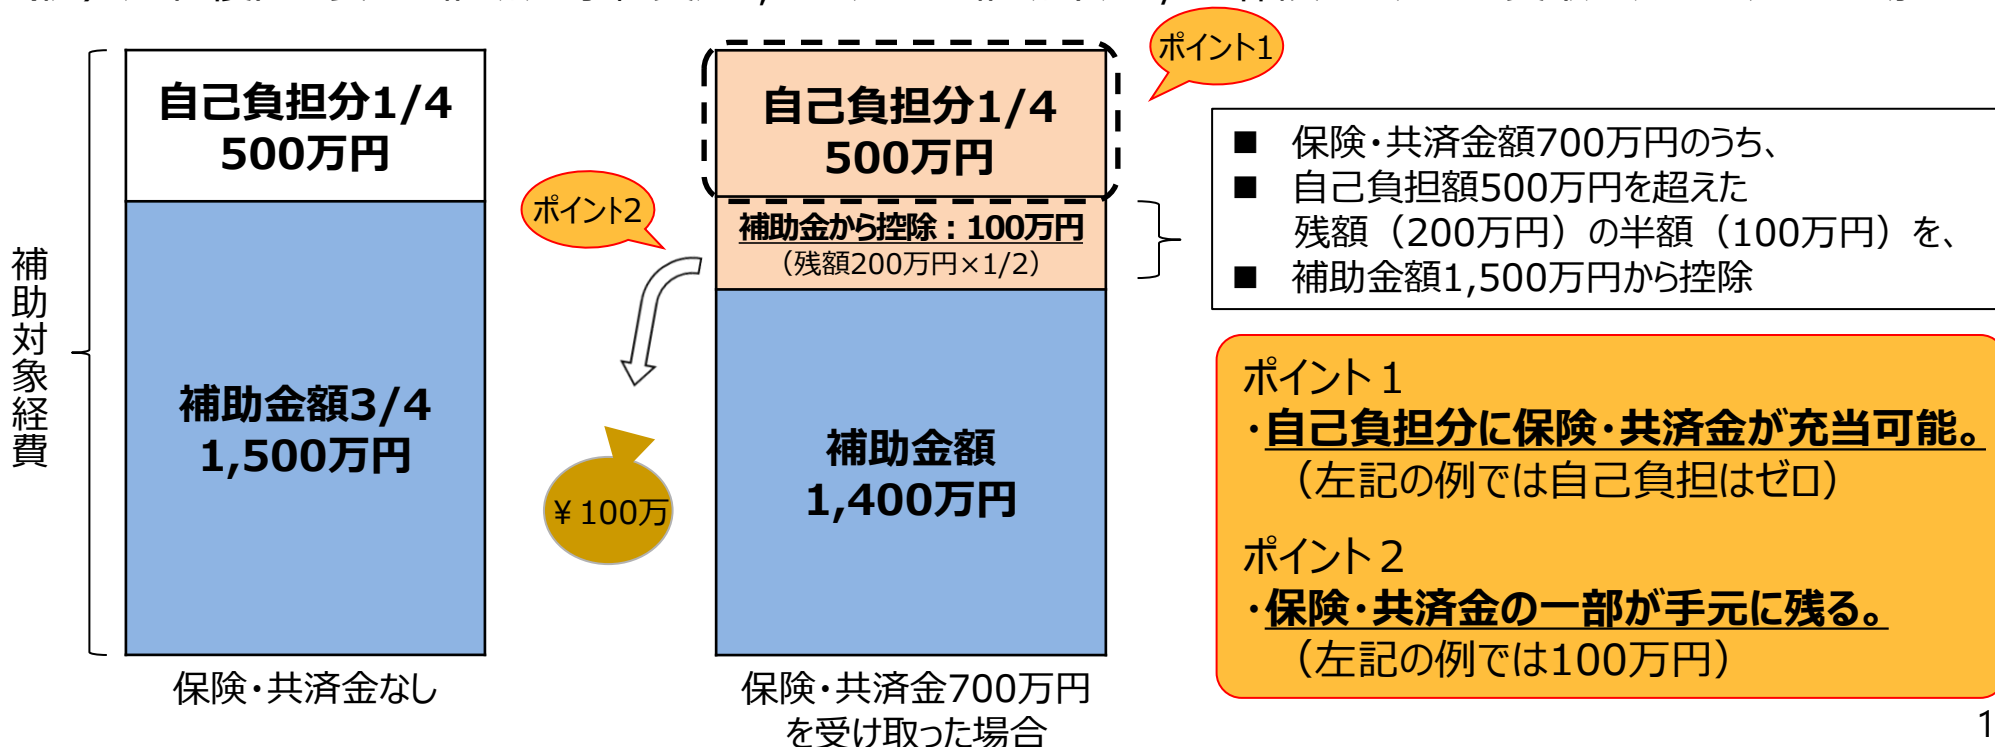 自己負担分1/4
500万円
補助金額3/4
1,500万円
補助対象経費
保険・共済金なし
ポイント2
¥100万
ポイント1
自己負担分1/4
500万円
補助金から控除：100万円
（残額200万円×1/2）
補助金額
1,400万円
保険・共済金700万円
を受け取った場合
■ 保険・共済金額700万円のうち、
■ 自己負担額500万円を超えた
残額（200万円）の半額（100万円）を、
■ 補助金額1,500万円から控除
ポイント１
・自己負担分に保険・共済金が充当可能。
（左記の例では自己負担はゼロ）
ポイント２
・保険・共済金の一部が手元に残る。
（左記の例では100万円）
1